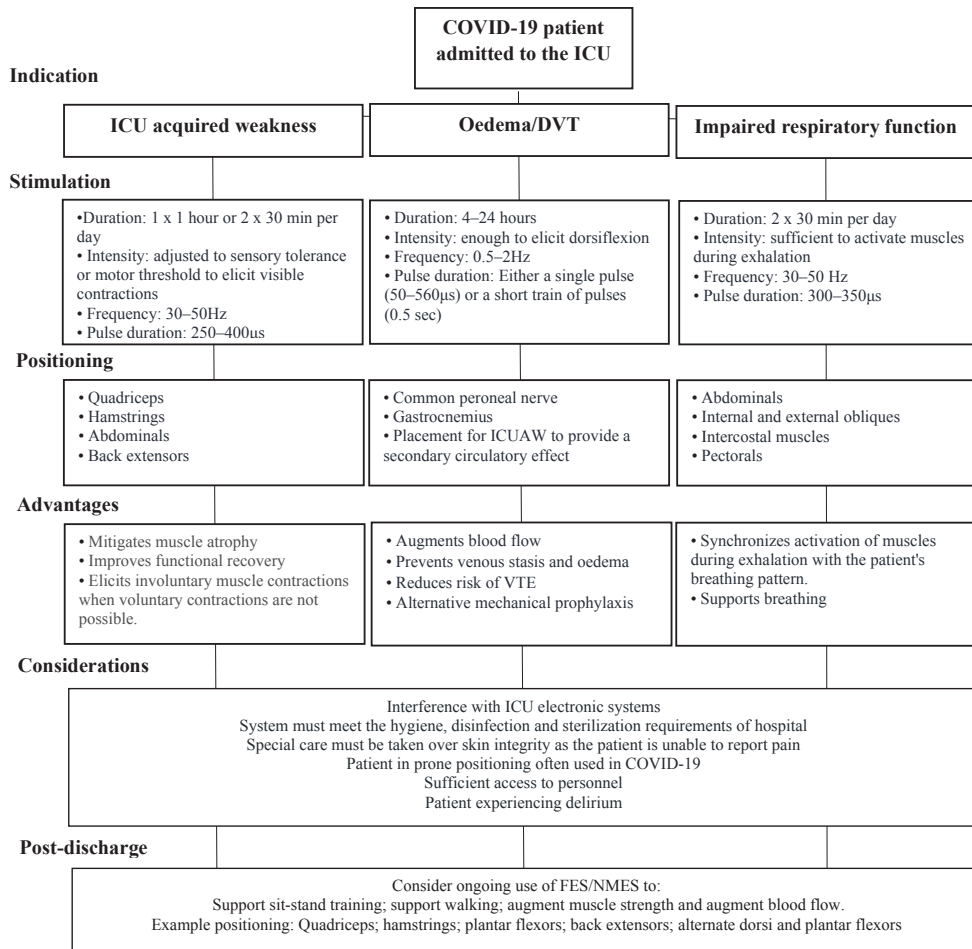 COVID-19 patient
admitted to the ICU
Indication
ICU acquired weakness
Oedema/DVT
Impaired respiratory function
Stimulation
•Duration: 1 x 1 hour or 2 x 30 min per
day
• Intensity: adjusted to sensory tolerance
or motor threshold to elicit visible
contractions
• Frequency: 30–50Hz
• Pulse duration: 250–400µs
• Duration: 4–24 hours
• Intensity: enough to elicit dorsiflexion
• Frequency: 0.5–2Hz
• Pulse duration: Either a single pulse
(50–560µs) or a short train of pulses
(0.5 sec)
• Duration: 2 x 30 min per day
• Intensity: sufficient to activate muscles
during exhalation
• Frequency: 30–50 Hz
• Pulse duration: 300–350µs
Positioning
• Quadriceps
• Hamstrings
• Abdominals
• Back extensors
• Common peroneal nerve
• Gastrocnemius
• Placement for ICUAW to provide a
secondary circulatory effect
• Abdominals
• Internal and external obliques
• Intercostal muscles
• Pectorals
Advantages
• Mitigates muscle atrophy
• Improves functional recovery
• Elicits involuntary muscle contractions
when voluntary contractions are not
possible.
• Augments blood flow
• Prevents venous stasis and oedema
• Reduces risk of VTE
• Alternative mechanical prophylaxis
• Synchronizes activation of muscles
during exhalation with the patient's
breathing pattern.
• Supports breathing
Considerations
Interference with ICU electronic systems
System must meet the hygiene, disinfection and sterilization requirements of hospital
Special care must be taken over skin integrity as the patient is unable to report pain
Patient in prone positioning often used in COVID-19
Sufficient access to personnel
Patient experiencing delirium
Post-discharge
Consider ongoing use of FES/NMES to:
Support sit-stand training; support walking; augment muscle strength and augment blood flow.
Example positioning: Quadriceps; hamstrings; plantar flexors; back extensors; alternate dorsi and plantar flexors